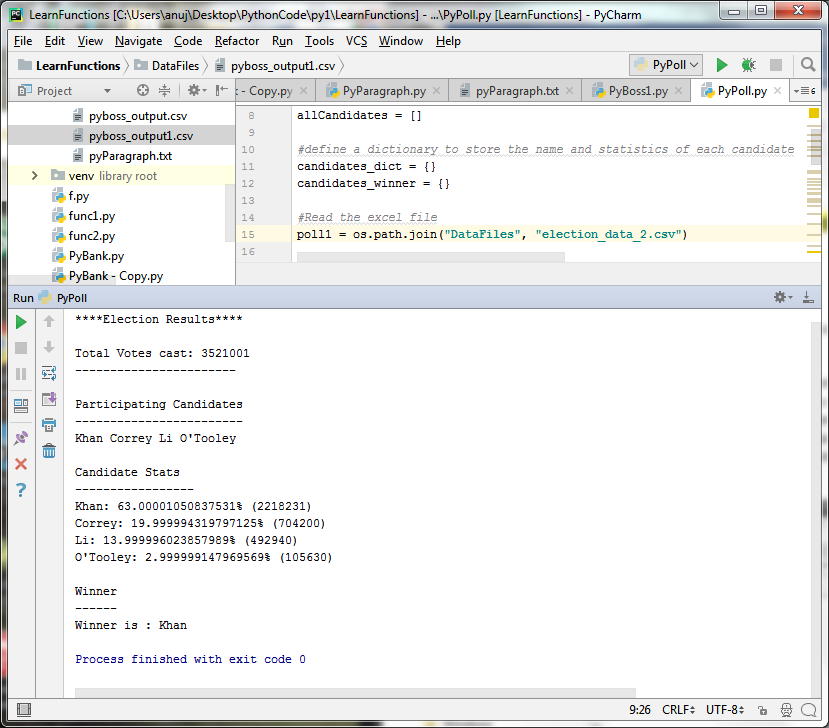 LearnFunctions [C:\Users\anuj\Desktop\PythonCode\py1\LearnFunctions] - ...\PyPoll.py [LearnFunctions] - PyCharm
File Edit View Navigate Code Refactor Run Tools VCS Window Help
LearnFunctions DataFiles pyboss_output1.csv PyPoll
Project
- Copy.py PyParagraph.py pyParagraph.txt PyBoss1.py PyPoll.py 6
pyboss_output.csv
pyboss_output1.csv
pyParagraph.txt
venv library root
f.py
func1.py
func2.py
PyBank.py
PyBank - Copy.py
8 allCandidates = []
9
10 #define a dictionary to store the name and statistics of each candidate
11 candidates_dict = {}
12 candidates_winner = {}
13
14 #Read the excel file
15 poll1 = os.path.join("DataFiles", "election_data_2.csv")
16
Run PyPoll
****Election Results****
Total Votes cast: 3521001
-----------------------
Participating Candidates
------------------------
Khan Correy Li O'Tooley
Candidate Stats
-----------------
Khan: 63.00001050837531% (2218231)
Correy: 19.999994319797125% (704200)
Li: 13.9999960238579​89% (492940)
O'Tooley: 2.999999147969569% (105630)
Winner
------
Winner is : Khan
Process finished with exit code 0
9:26 CRLF UTF-8